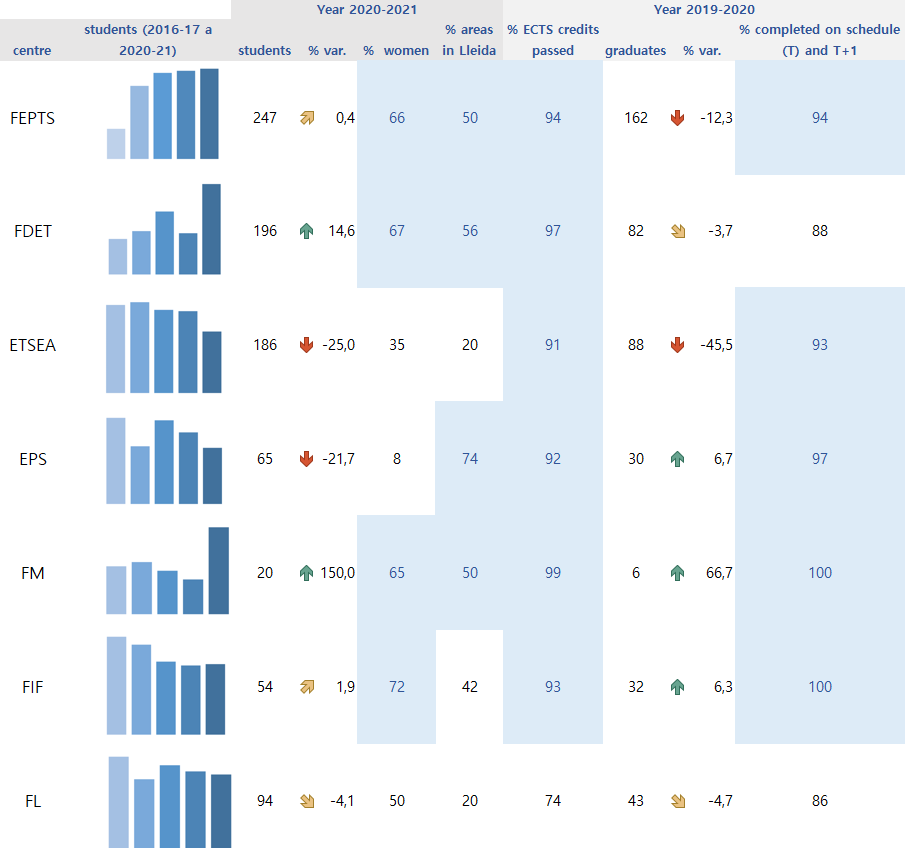 Year 2020-2021 Year 2019-2020
students (2016-17 a % areas % ECTS credits % completed on schedule
centre 2020-21) students % var. % women in Lleida passed graduates % var. (T) and T+1
FEPTS 247 0,4 66 50 94 162 -12,3 94
FDET 196 14,6 67 56 97 82 -3,7 88
ETSEA 186 -25,0 35 20 91 88 -45,5 93
EPS 65 -21,7 8 74 92 30 6,7 97
FM 20 150,0 65 50 99 6 66,7 100
FIF 54 1,9 72 42 93 32 6,3 100
FL 94 -4,1 50 20 74 43 -4,7 86